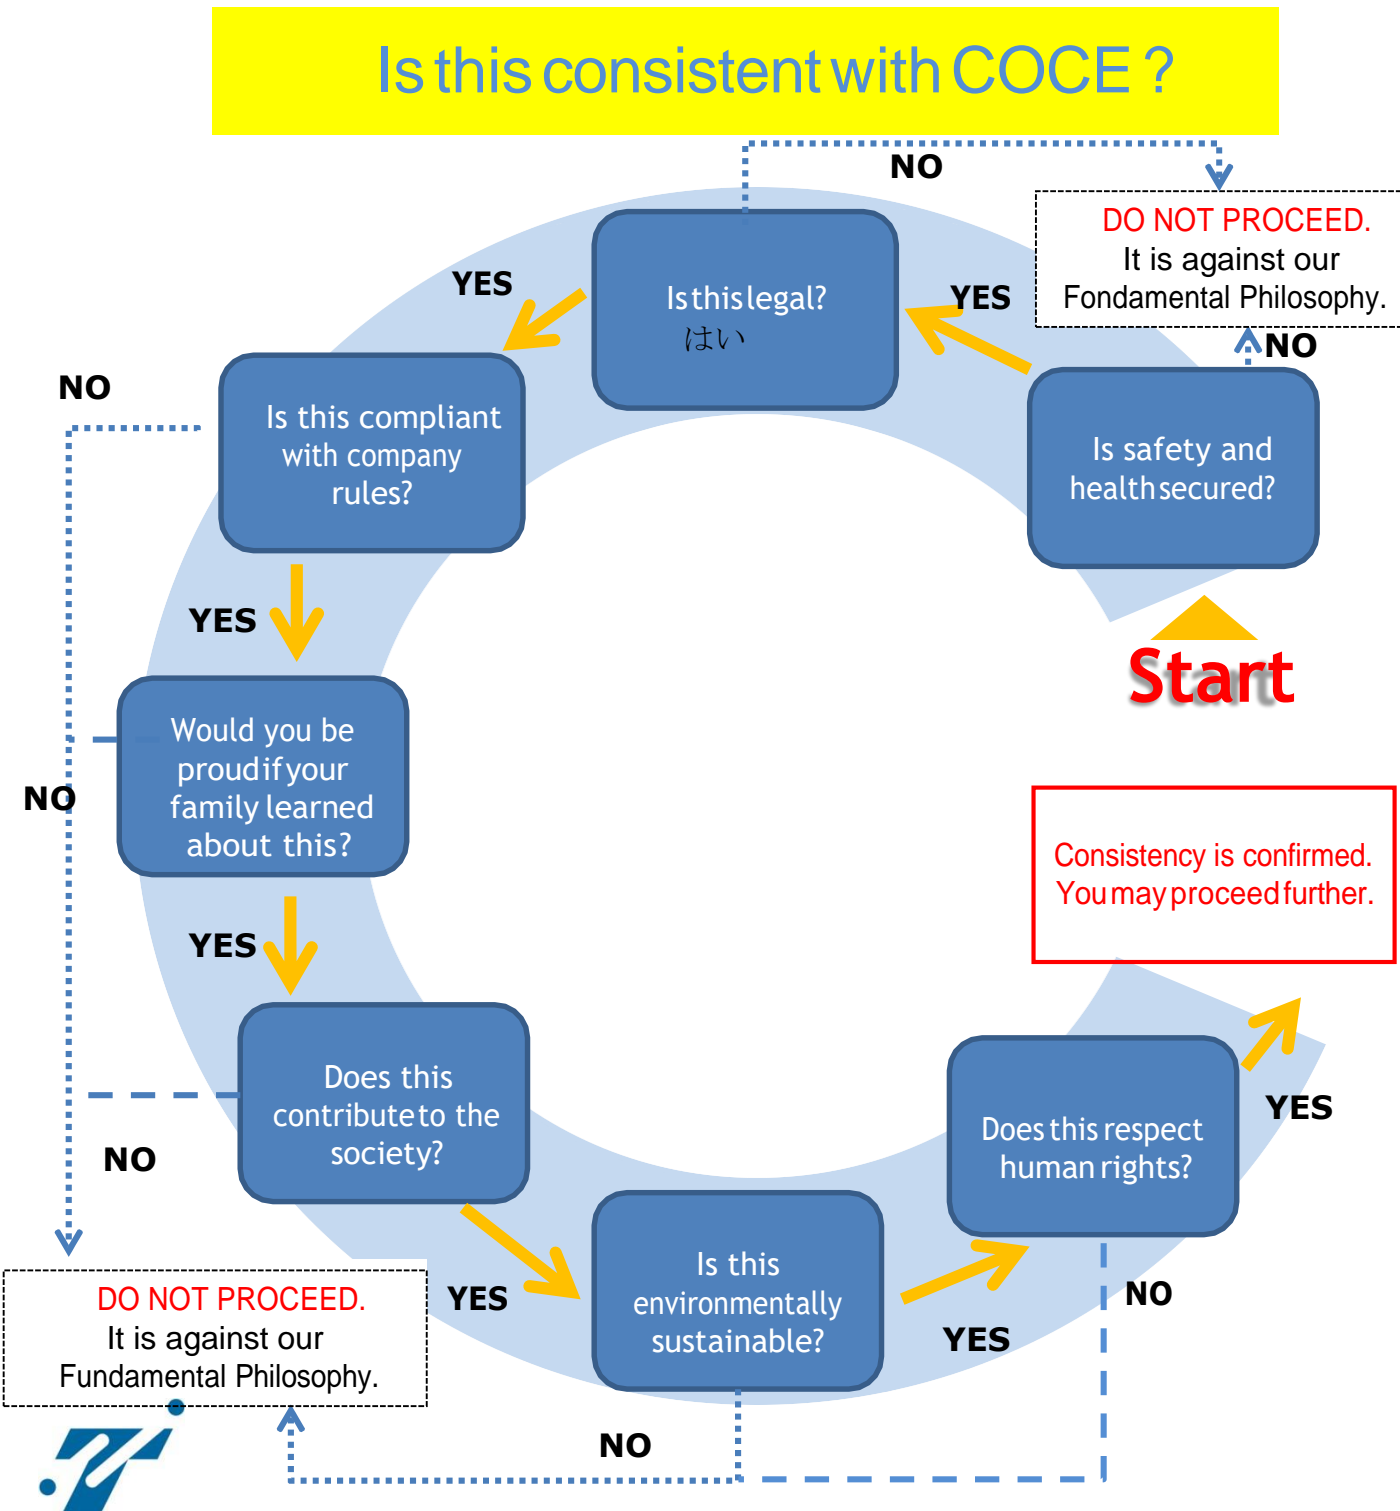 Is this consistent with COCE ?
NO
DO NOT PROCEED.
It is against our
Fondamental Philosophy.
YES
Is this legal?
はい
YES
NO
NO
Is this compliant
with company
rules?
Is safety and
health secured?
YES
Start
Would you be
proud if your
family learned
about this?
NO
Consistency is confirmed.
You may proceed further.
YES
Does this
contribute to the
society?
YES
Does this respect
human rights?
NO
Is this
environmentally
sustainable?
YES
NO
YES
DO NOT PROCEED.
It is against our
Fundamental Philosophy.
NO